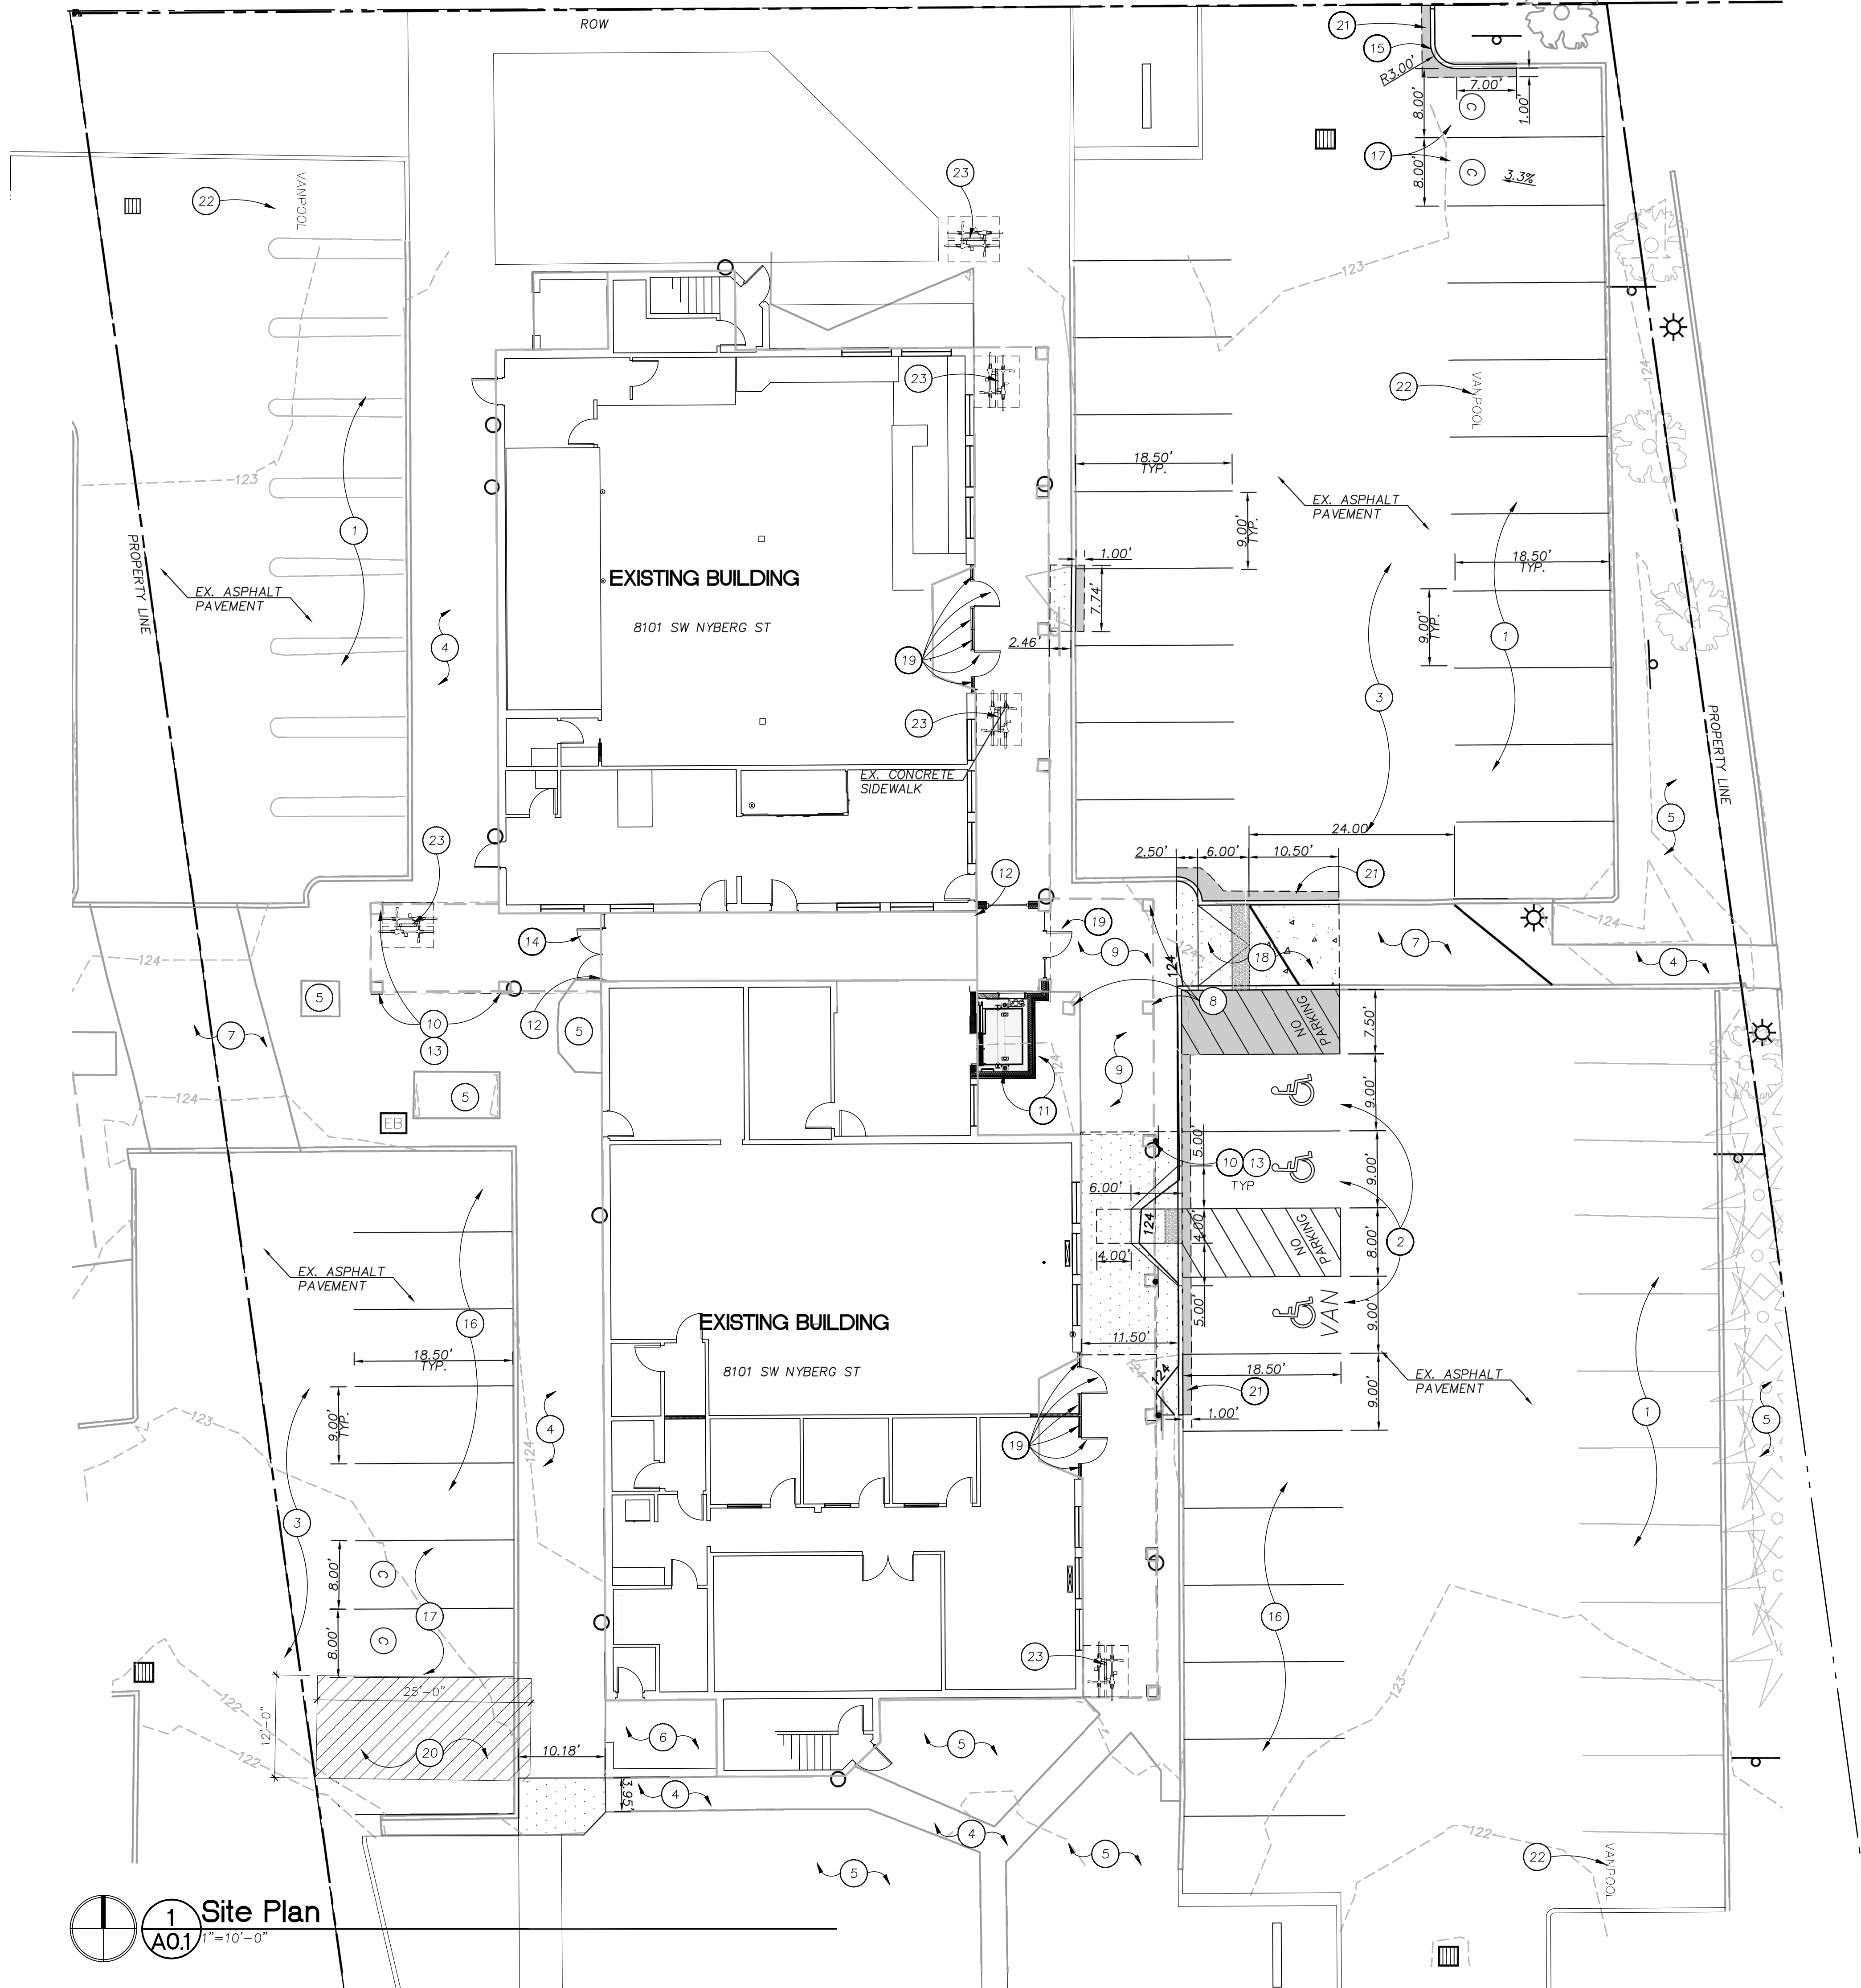 ROW
21
15
R3.00'
7.00'
8.00'
C
1.00'
17
8.00'
C
3.3%
23
22
VANPOOL
123
124
23
22
VANPOOL
18.50'
TYP.
123
9.00'
TYP.
EX. ASPHALT
PAVEMENT
1
PROPERTY LINE
EXISTING BUILDING
8101 SW NYBERG ST
1.00'
7.74'
2.46'
18.50'
TYP.
9.00'
TYP.
1
EX. ASPHALT
PAVEMENT
4
19
3
23
PROPERTY LINE
EX. CONCRETE
SIDEWALK
5
23
24.00'
2.50'
6.00'
10.50'
12
21
14
19
9
124
124
18
7
4
124
124
5
12
5
10
13
8
7
NO
PARKING
7.50'
9
124
11
5
EB
124
9.00'
5.00'
10
13
TYP
9.00'
6.00'
124
4.00'
4.00'
NO
PARKING
8.00'
2
EX. ASPHALT
PAVEMENT
16
EXISTING BUILDING
8101 SW NYBERG ST
5.00'
VAN
9.00'
11.50'
18.50'
TYP.
124
124
18.50'
EX. ASPHALT
PAVEMENT
9.00'
21
1.00'
9.00'
TYP.
123
4
124
19
1
5
3
8.00'
C
17
16
8.00'
C
23
123
25'-0"
12'-0"
122
122
20
10.18'
6
5
3.95'
4
4
5
5
122
22
VANPOOL
1
A0.1
Site Plan
1"=10'-0"